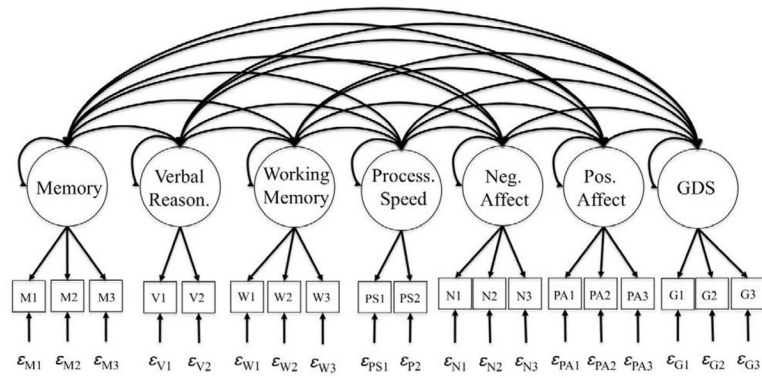 Memory
Verbal
Reason.
Working
Memory
Process.
Speed
Neg.
Affect
Pos.
Affect
GDS
M1 M2 M3 V1 V2 W1 W2 W3 PS1 PS2 N1 N2 N3 PA1 PA2 PA3 G1 G2 G3
εM1 εM2 εM3 εV1 εV2 εW1 εW2 εW3 εPS1 εP2 εN1 εN2 εN3 εPA1 εPA2 εPA3 εG1 εG2 εG3